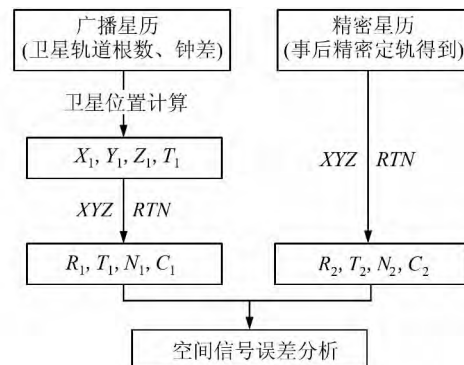 广播星历
(卫星轨道根数、钟差)
精密星历
(事后精密定轨得到)
卫星位置计算
X₁, Y₁, Z₁, T₁
XYZ RTN
XYZ RTN
R₁, T₁, N₁, C₁
R₂, T₂, N₂, C₂
空间信号误差分析